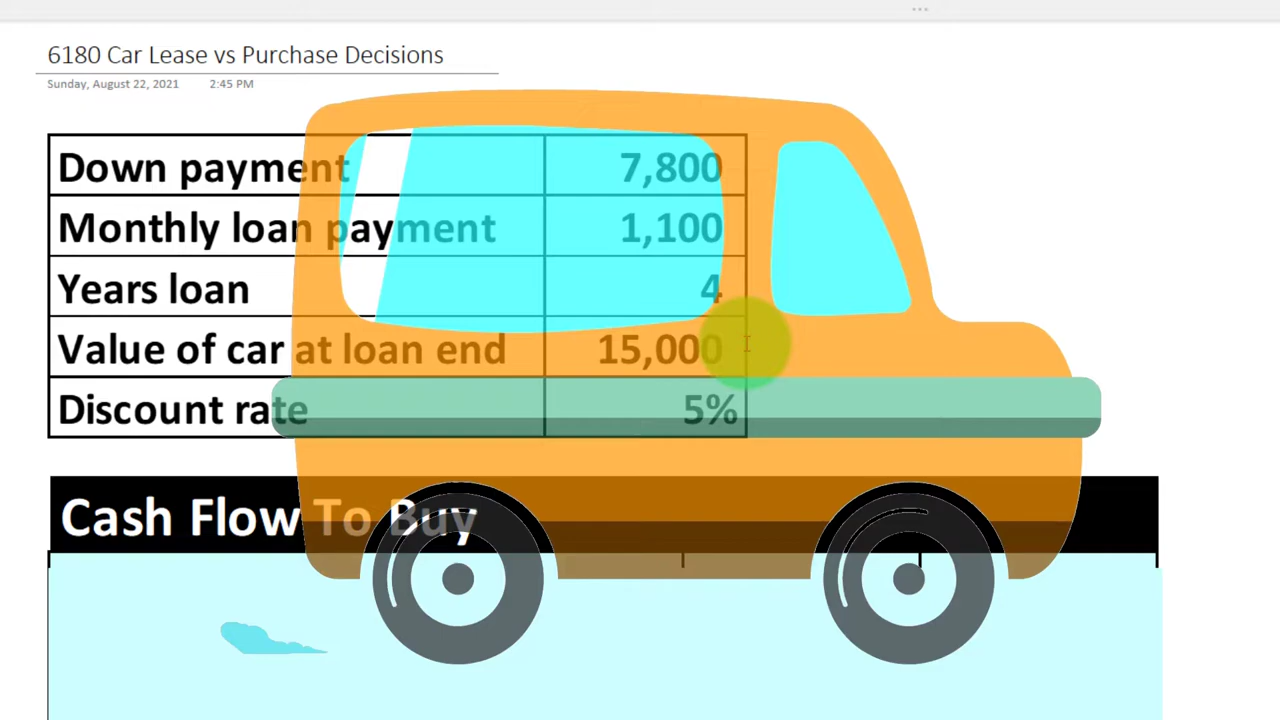 6180 Car Lease vs Purchase Decisions
Sunday, August 22, 2021 2:45 PM
Down payment 7,800
Monthly loan payment 1,100
Years loan 4
Value of car at loan end 15,000
Discount rate 5%
Cash Flow To Buy